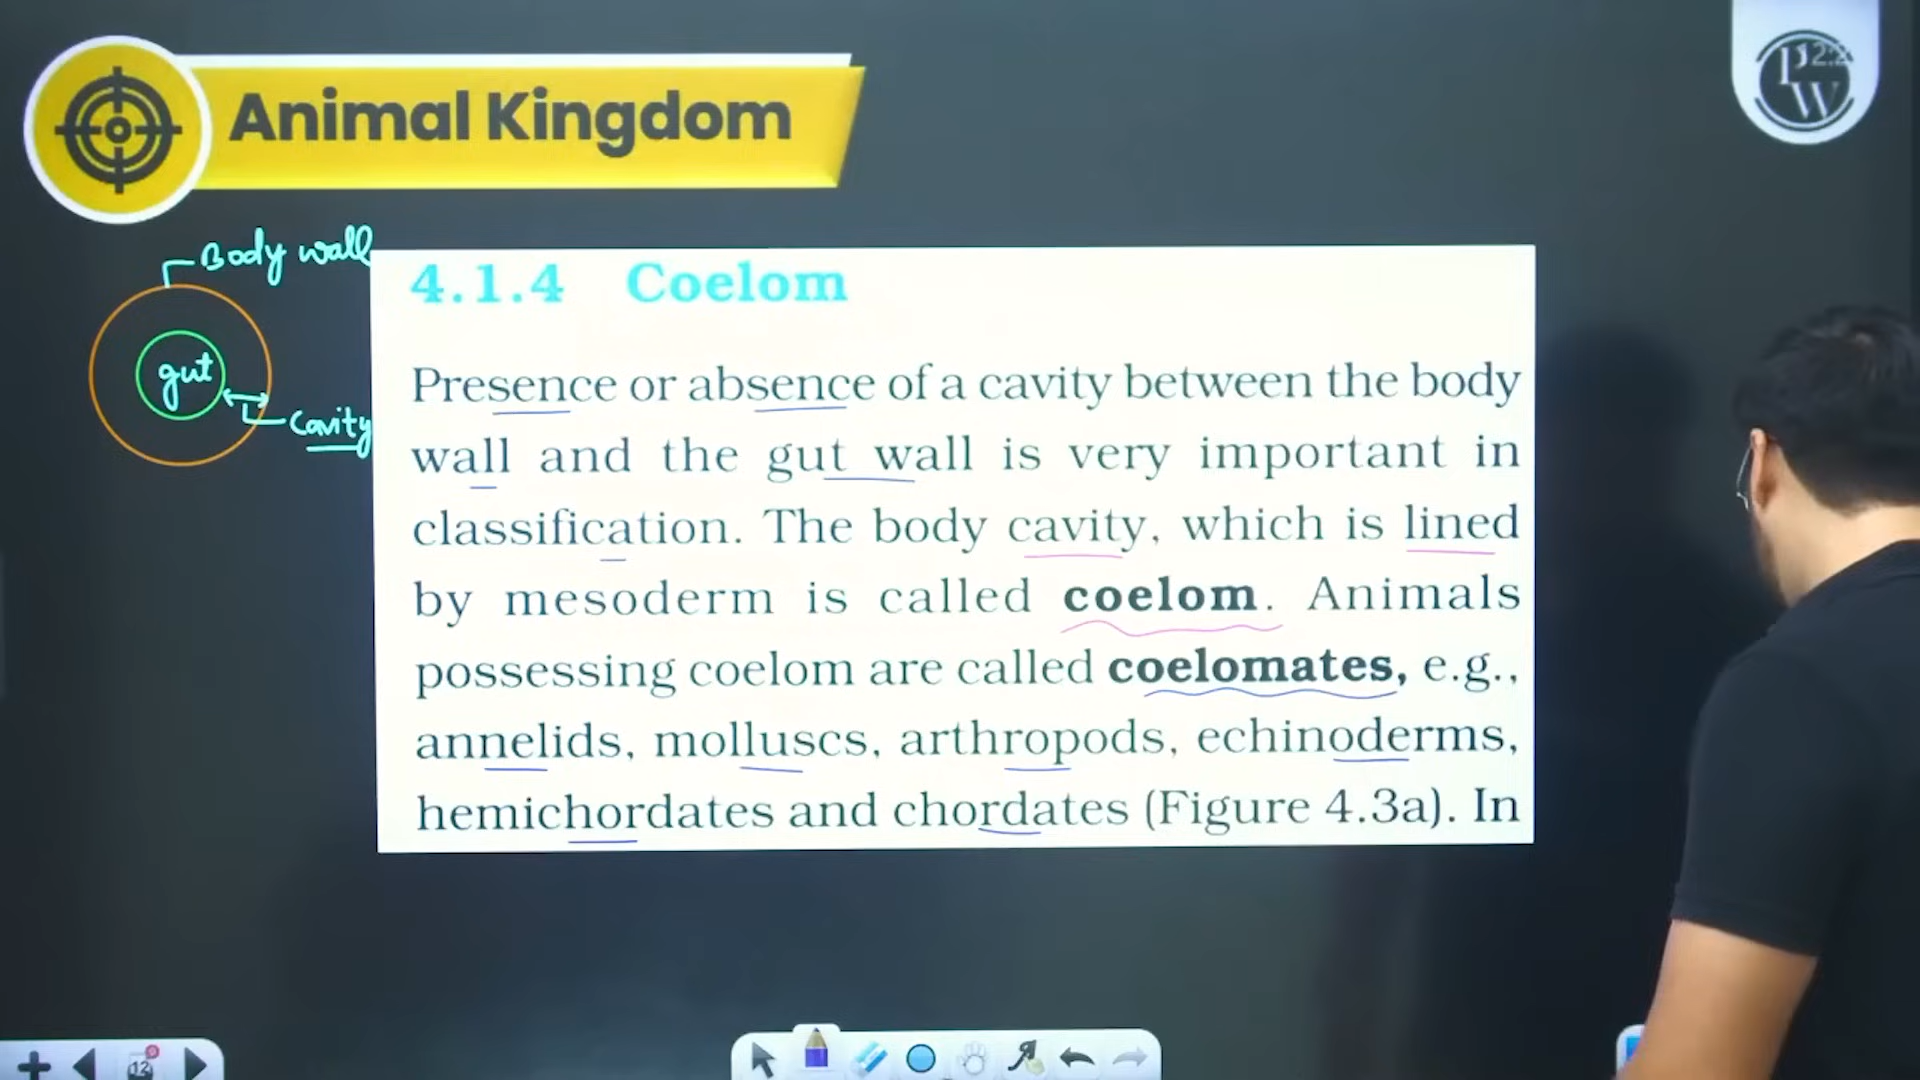 Animal Kingdom
PW
Body wall
gut
Cavity
4.1.4 Coelom
Presence or absence of a cavity between the body
wall and the gut wall is very important in
classification. The body cavity, which is lined
by mesoderm is called coelom. Animals
possessing coelom are called coelomates, e.g.,
annelids, molluscs, arthropods, echinoderms,
hemichordates and chordates (Figure 4.3a). In
12